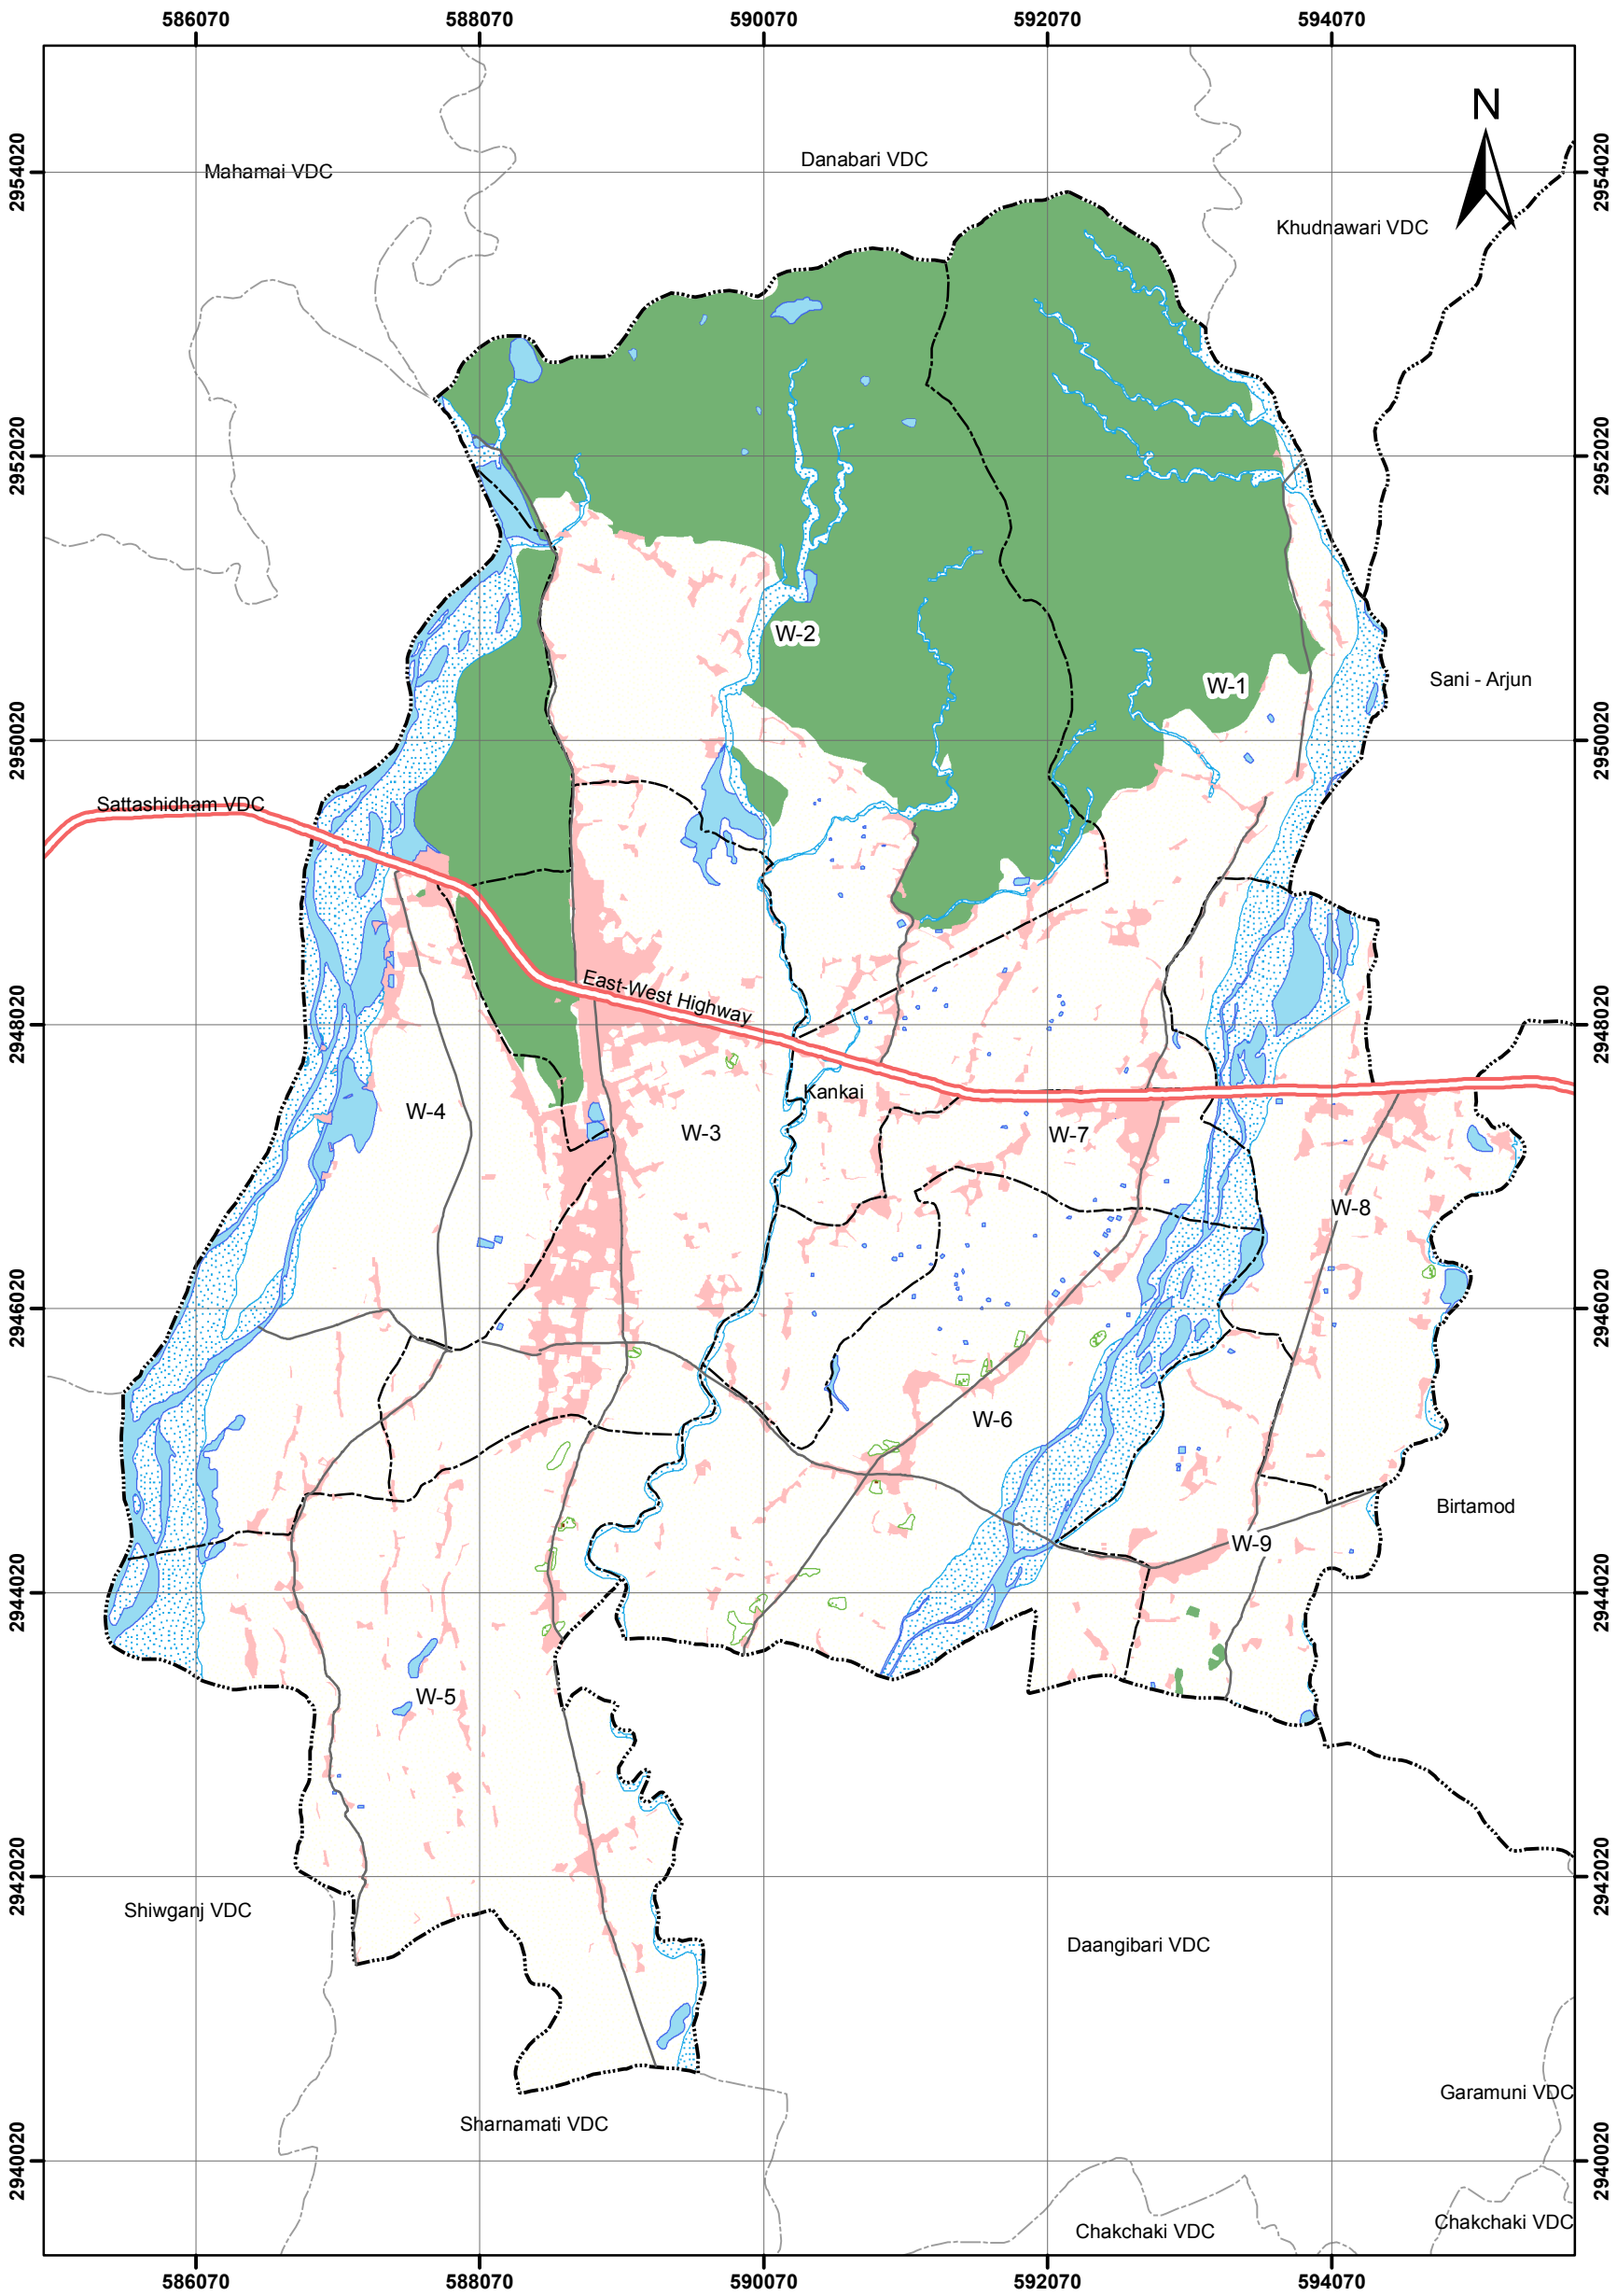 586070 588070 590070 592070 594070
N
2954020 2954020
Danabari VDC
Mahamai VDC
Khudnawari VDC
2952020 2952020
W-2
Sani - Arjun
W-1
2950020 2950020
Sattashidham VDC
East-West Highway
2948020 2948020
Kankai
W-4
W-3
W-7
W-8
2946020 2946020
W-6
Birtamod
W-9
2944020 2944020
W-5
2942020 2942020
Shiwganj VDC
Daangibari VDC
Garamuni VDC
Sharnamati VDC
2940020 2940020
Chakchaki VDC
Chakchaki VDC
586070 588070 590070 592070 594070